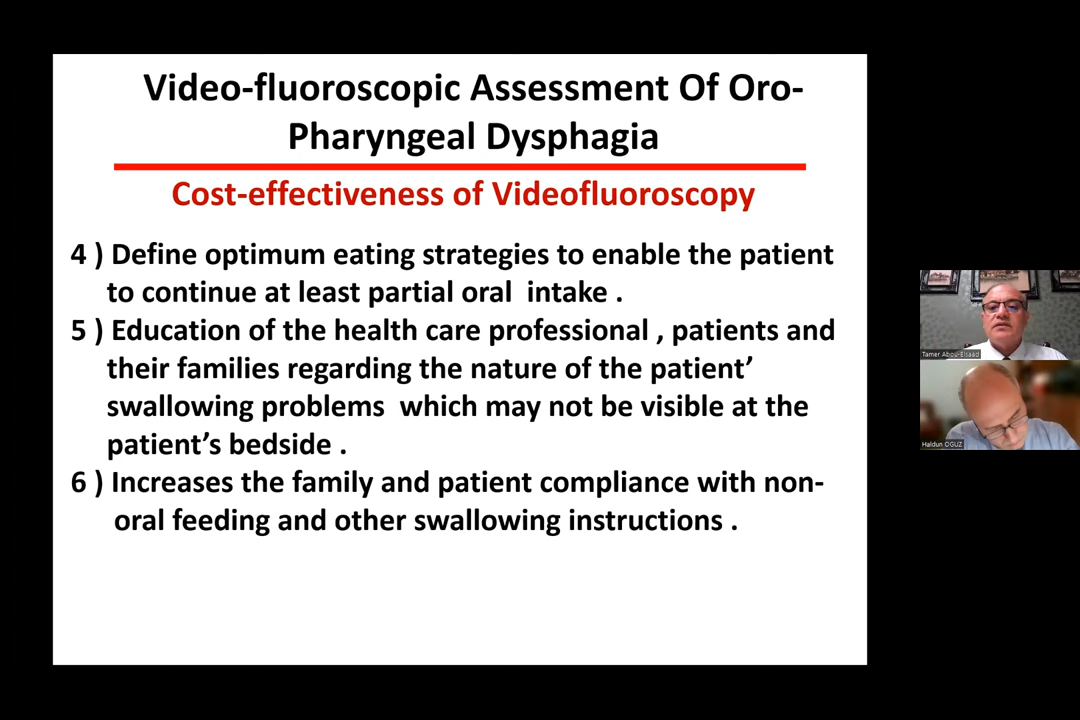 Video-fluoroscopic Assessment Of Oro-
Pharyngeal Dysphagia
Cost-effectiveness of Videofluoroscopy
4 ) Define optimum eating strategies to enable the patient
to continue at least partial oral intake .
5 ) Education of the health care professional , patients and
their families regarding the nature of the patient’
swallowing problems which may not be visible at the
patient’s bedside .
6 ) Increases the family and patient compliance with non-
oral feeding and other swallowing instructions .
Tamer Abou-Elsaad
Haldun OGUZ